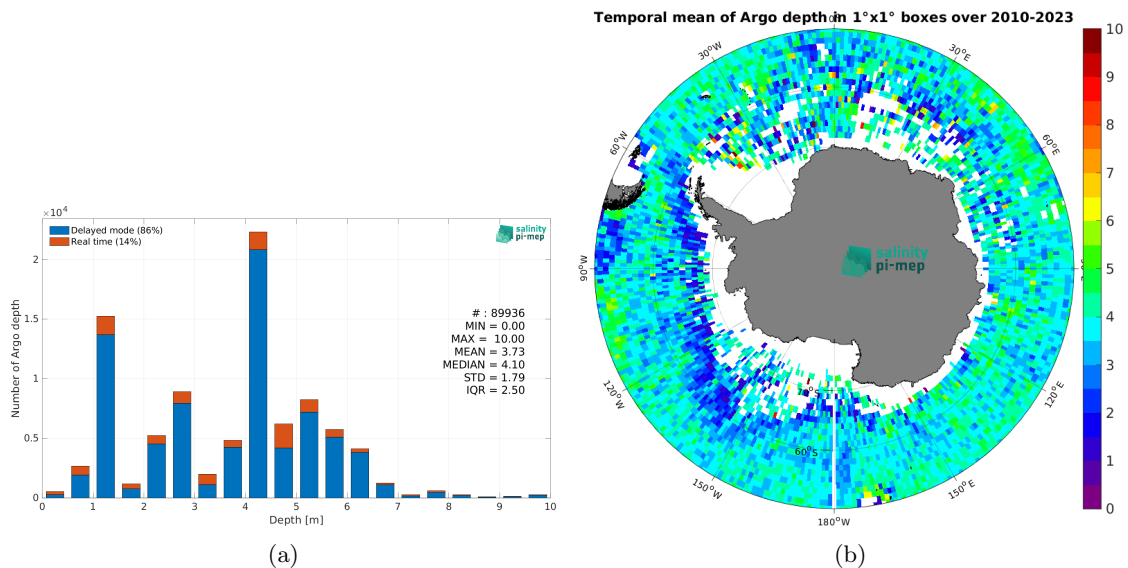 ×10⁴
Delayed mode (86%)
Real time (14%)
salinity
pi-mep
Number of Argo depth
2
1.5
1
0.5
0
# : 89936
MIN = 0.00
MAX = 10.00
MEAN = 3.73
MEDIAN = 4.10
STD = 1.79
IQR = 2.50
0 1 2 3 4 5 6 7 8 9 10
Depth [m]
(a)
Temporal mean of Argo depth in 1°x1° boxes over 2010-2023
30°W
30°E
60°W
60°E
90°W
120°W
120°E
150°W
150°E
180°W
60°S
salinity
pi-mep
10
9
8
7
6
5
4
3
2
1
0
(b)